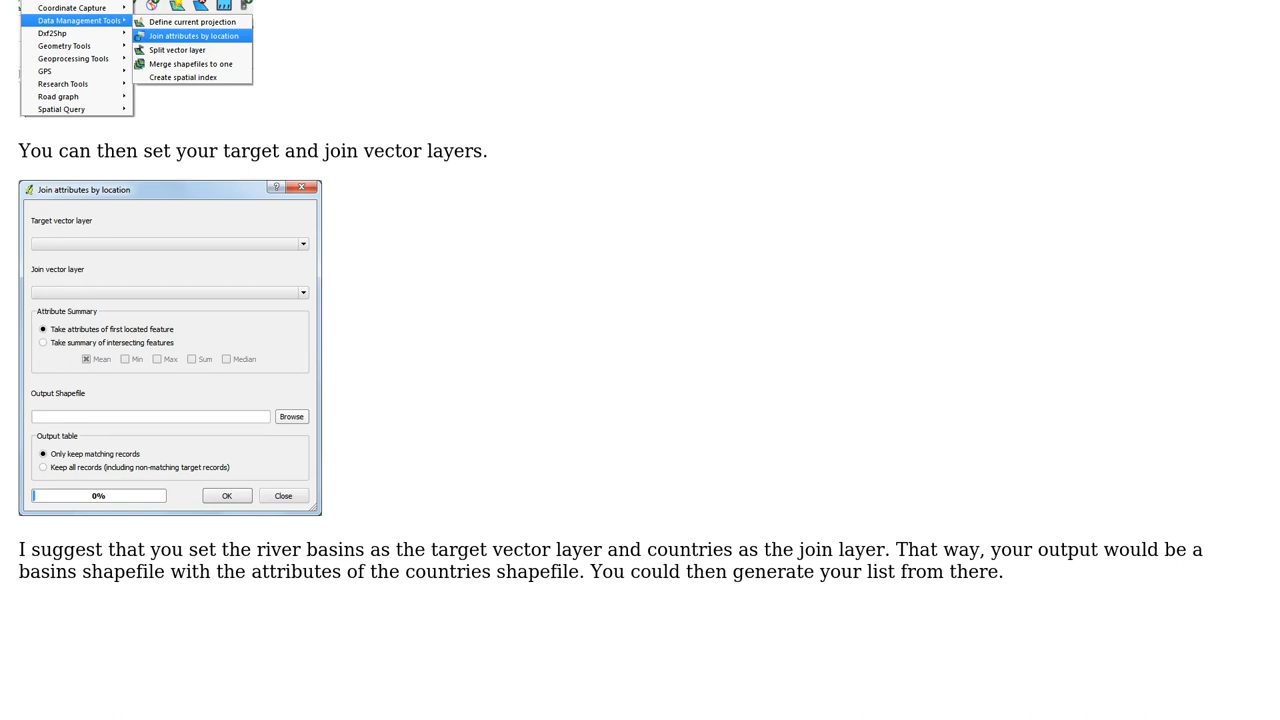 Coordinate Capture
Data Management Tools
Dxf2Shp
Geometry Tools
Geoprocessing Tools
GPS
Research Tools
Road graph
Spatial Query
Define current projection
Join attributes by location
Split vector layer
Merge shapefiles to one
Create spatial index
You can then set your target and join vector layers.
Join attributes by location
?
Target vector layer
Join vector layer
Attribute Summary
Take attributes of first located feature
Take summary of intersecting features
Mean Min Max Sum Median
Output Shapefile
Browse
Output table
Only keep matching records
Keep all records (including non-matching target records)
0% OK Close
I suggest that you set the river basins as the target vector layer and countries as the join layer. That way, your output would be a
basins shapefile with the attributes of the countries shapefile. You could then generate your list from there.